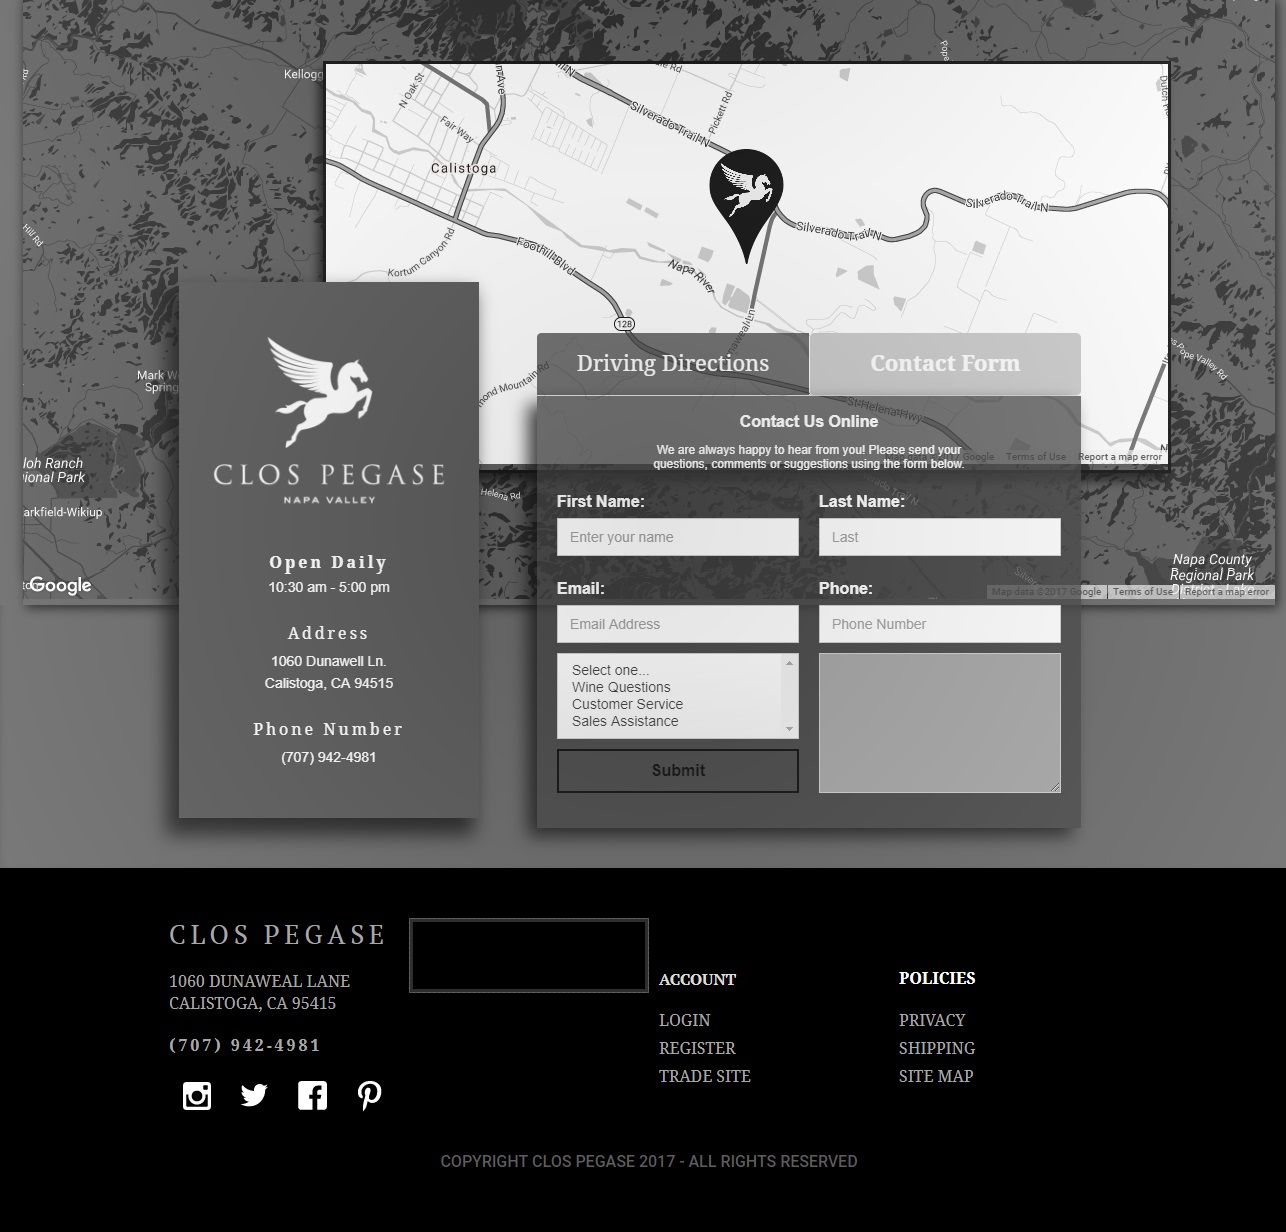 Kellogg
N Oak St
Fair Way
Calistoga
Silverado Trail N
Pickett Rd
Silverado Trail N
Silverado Trail N
Kortum Canyon Rd
Foothill Blvd
Napa River
128
Hill Rd
Pope Valley Rd
CLOS PEGASE
NAPA VALLEY
Open Daily
10:30 am - 5:00 pm
Address
1060 Dunawell Ln.
Calistoga, CA 94515
Phone Number
(707) 942-4981
Driving Directions
Contact Form
St Helena Hwy
Contact Us Online
We are always happy to hear from you! Please send your
questions, comments or suggestions using the form below.
Google Terms of Use Report a map error
First Name:
Last Name:
Enter your name
Last
Email:
Phone:
Email Address
Phone Number
Select one...
Wine Questions
Customer Service
Sales Assistance
Submit
Helena Rd
Google
Napa County
Regional Park
Map data ©2017 Google Terms of Use Report a map error
CLOS PEGASE
1060 DUNAWEAL LANE
CALISTOGA, CA 95415
(707) 942-4981
ACCOUNT
LOGIN
REGISTER
TRADE SITE
POLICIES
PRIVACY
SHIPPING
SITE MAP
COPYRIGHT CLOS PEGASE 2017 - ALL RIGHTS RESERVED